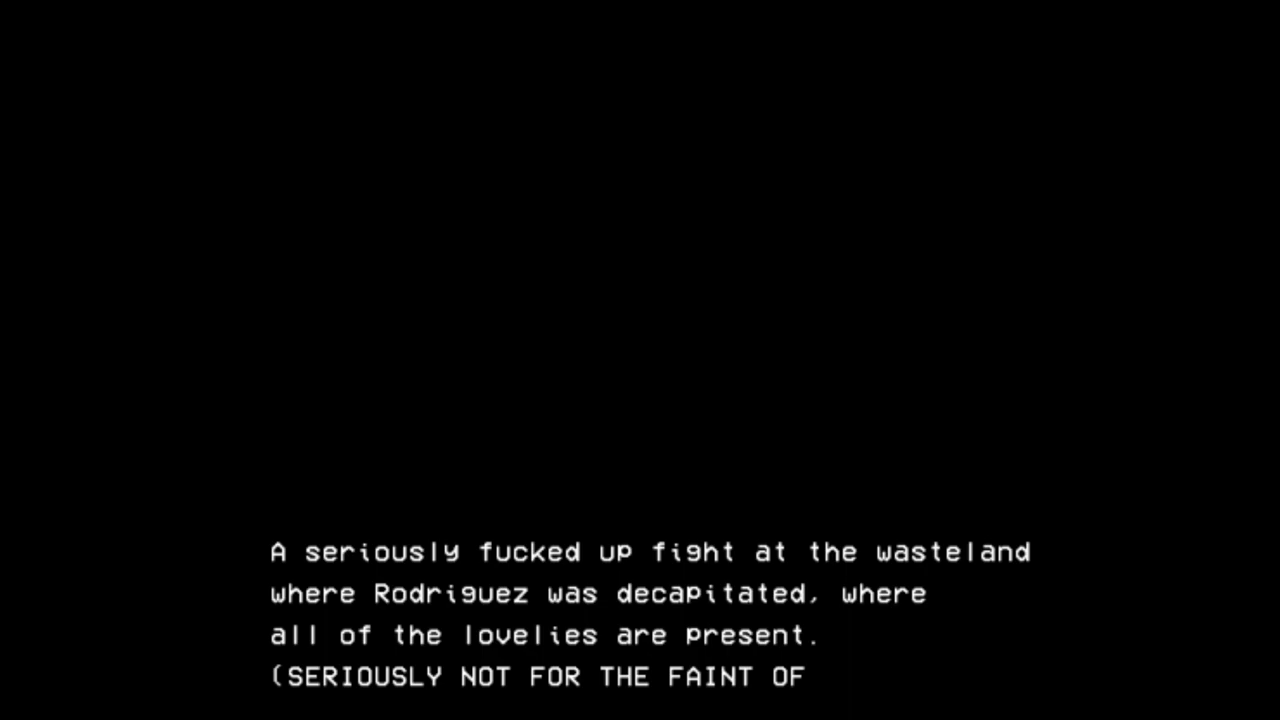 A seriously fucked up fight at the wasteland
where Rodriguez was decapitated, where
all of the lovelies are present.
(SERIOUSLY NOT FOR THE FAINT OF